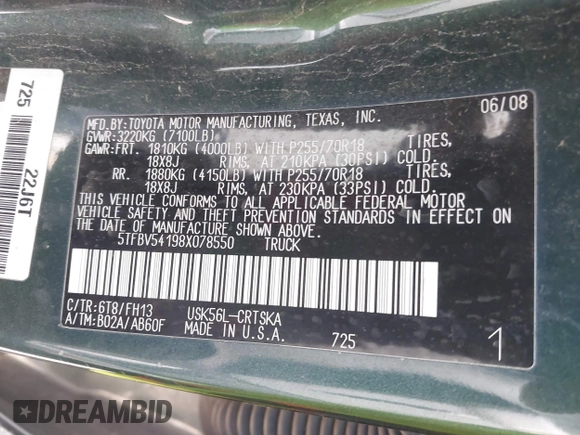 MFD.BY:TOYOTA MOTOR MANUFACTURING, TEXAS, INC. 06/08
GVWR:3220KG (7100LB)
GAWR:FRT. 1810KG (4000LB) WITH P255/70R18 TIRES,
18X8J RIMS, AT 210KPA (30PSI) COLD.
RR. 1880KG (4150LB) WITH P255/70R18 TIRES,
18X8J RIMS, AT 230KPA (33PSI) COLD.
THIS VEHICLE CONFORMS TO ALL APPLICABLE FEDERAL MOTOR
VEHICLE SAFETY AND THEFT PREVENTION STANDARDS IN EFFECT ON
THE DATE OF MANUFACTURE SHOWN ABOVE.
5TFBV54198X078550 TRUCK
C/TR:6T8/FH13 USK56L-CRTSKA
A/TM:B02A/AB60F MADE IN U.S.A. 725 1
725 22J6T
DREAMBID